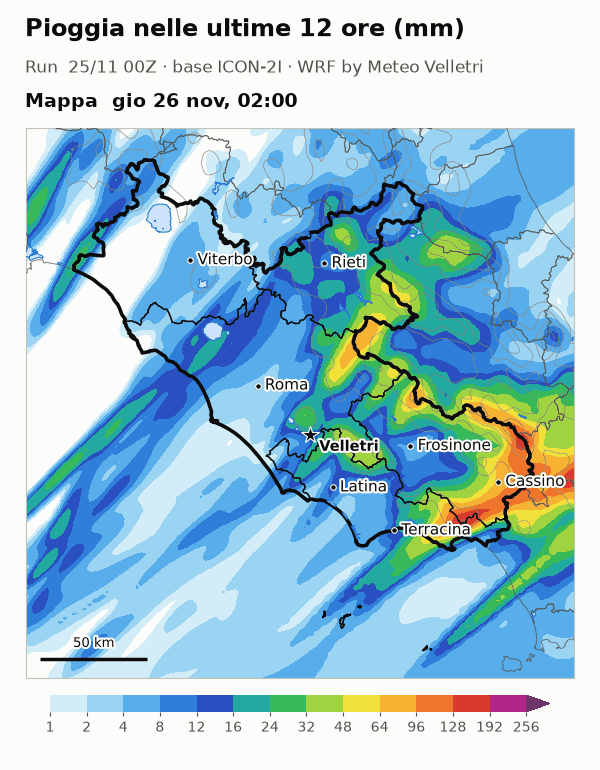 Pioggia nelle ultime 12 ore (mm)
Run 25/11 00Z · base ICON-2I · WRF by Meteo Velletri
Mappa gio 26 nov, 02:00
Viterbo
Rieti
Roma
Velletri
Frosinone
Cassino
Latina
Terracina
50 km
1 2 4 8 12 16 24 32 48 64 96 128 192 256